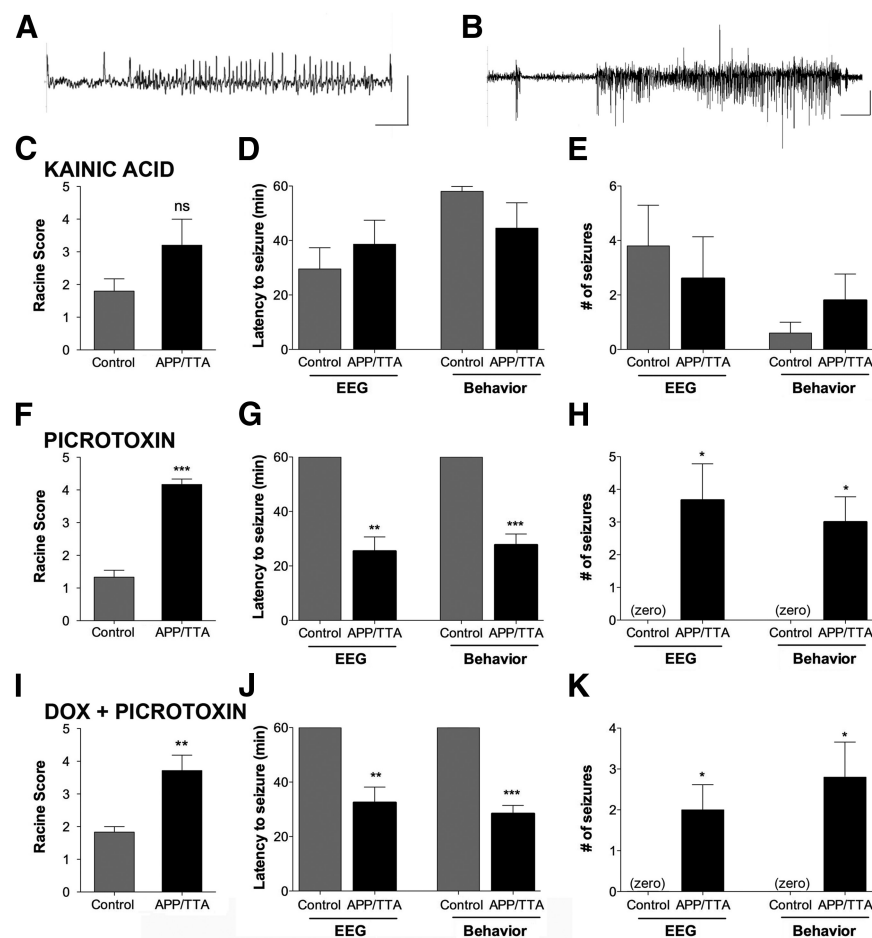 A
B
C
KAINIC ACID
5
4
3
2
1
0
Racine Score
ns
Control
APP/TTA
D
60
40
20
0
Latency to seizure (min)
Control APP/TTA
Control APP/TTA
EEG
Behavior
E
6
4
2
0
# of seizures
Control APP/TTA
Control APP/TTA
EEG
Behavior
F
PICROTOXIN
5
4
3
2
1
0
Racine Score
***
Control
APP/TTA
G
60
40
20
0
Latency to seizure (min)
**
***
Control APP/TTA
Control APP/TTA
EEG
Behavior
H
5
4
3
2
1
0
# of seizures
*
*
(zero)
(zero)
Control APP/TTA
Control APP/TTA
EEG
Behavior
I
DOX + PICROTOXIN
5
4
3
2
1
0
Racine Score
**
Control
APP/TTA
J
60
40
20
0
Latency to seizure (min)
**
***
Control APP/TTA
Control APP/TTA
EEG
Behavior
K
4
3
2
1
0
# of seizures
*
*
(zero)
(zero)
Control APP/TTA
Control APP/TTA
EEG
Behavior